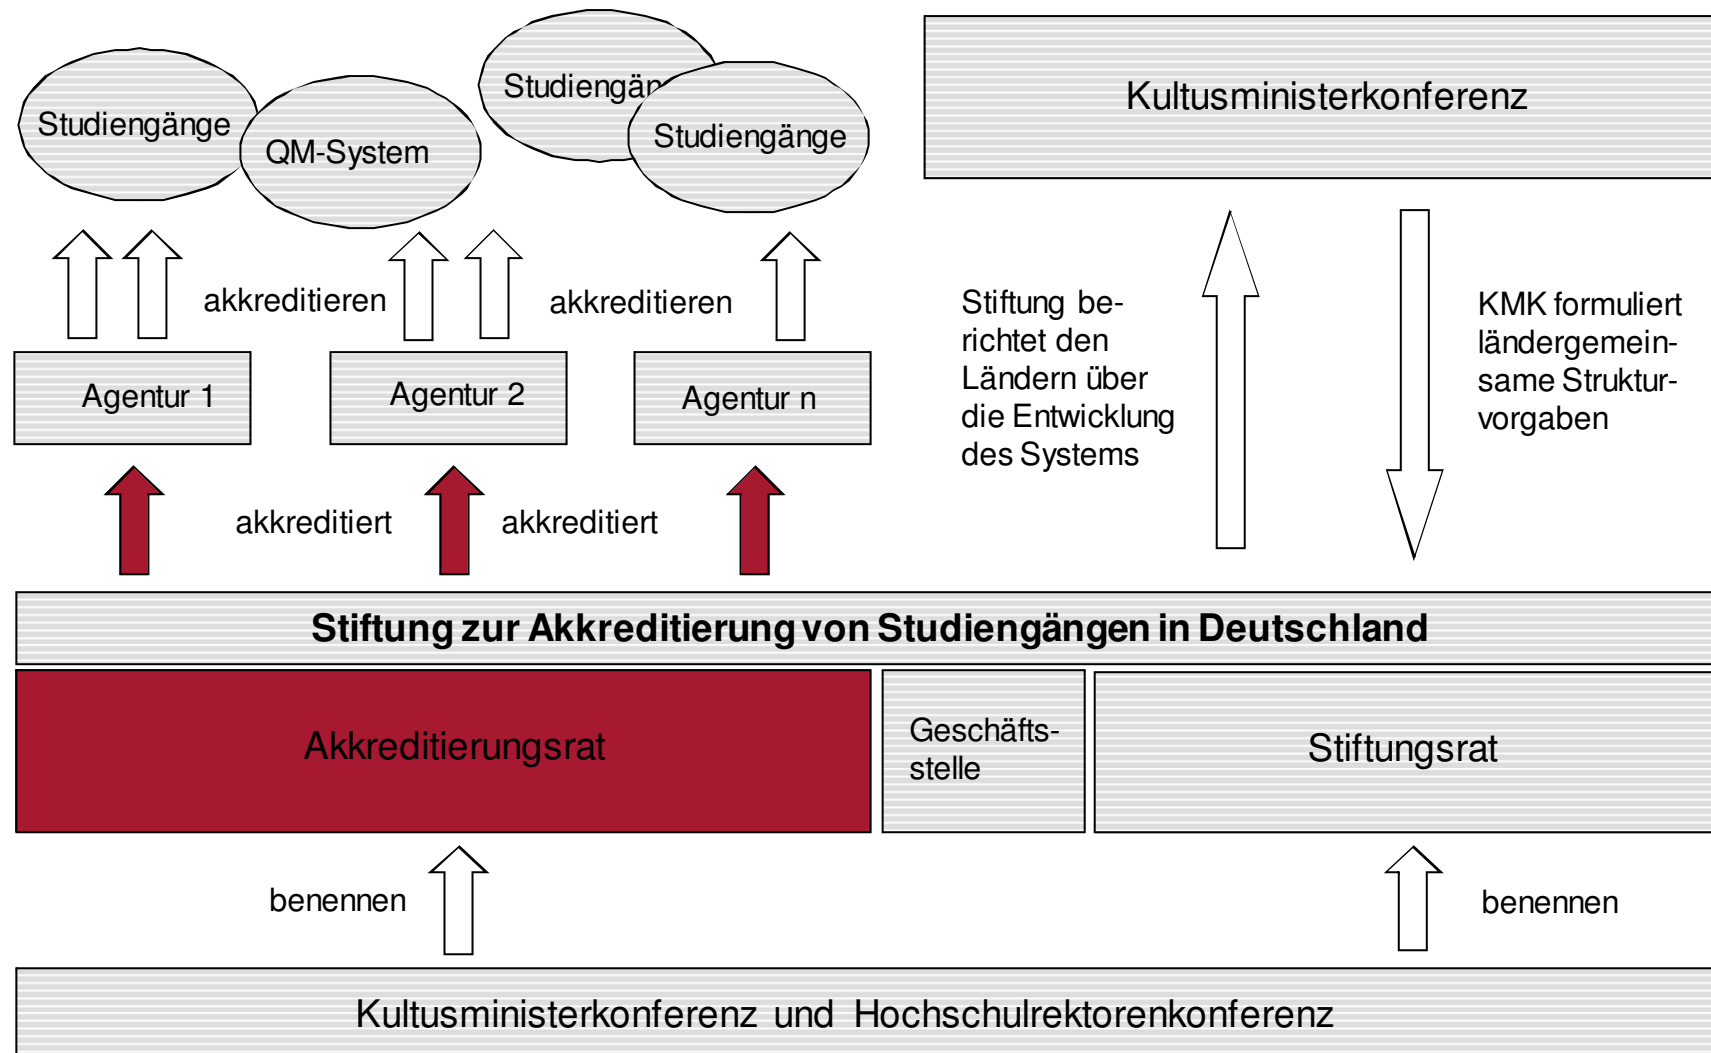 Studiengänge
QM-System
Studiengän
Studiengänge
Kultusministerkonferenz
akkreditieren
akkreditieren
Agentur 1
Agentur 2
Agentur n
Stiftung be-
richtet den
Ländern über
die Entwicklung
des Systems
KMK formuliert
ländergemein-
same Struktur-
vorgaben
akkreditiert
akkreditiert
Stiftung zur Akkreditierung von Studiengängen in Deutschland
Akkreditierungsrat
Geschäfts-
stelle
Stiftungsrat
benennen
benennen
Kultusministerkonferenz und Hochschulrektorenkonferenz